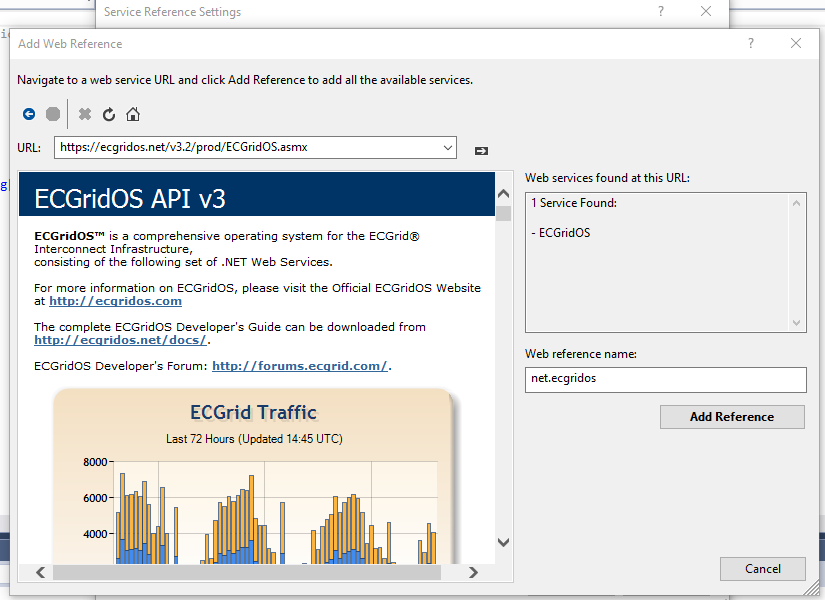 Service Reference Settings
Add Web Reference
Navigate to a web service URL and click Add Reference to add all the available services.
URL:
https://ecgridos.net/v3.2/prod/ECGridOS.asmx
ECGridOS API v3
ECGridOS™ is a comprehensive operating system for the ECGrid®
Interconnect Infrastructure,
consisting of the following set of .NET Web Services.
For more information on ECGridOS, please visit the Official ECGridOS Website
at http://ecgridos.com
The complete ECGridOS Developer's Guide can be downloaded from
http://ecgridos.net/docs/.
ECGridOS Developer's Forum: http://forums.ecgrid.com/.
ECGrid Traffic
Last 72 Hours (Updated 14:45 UTC)
8000
6000
4000
Web services found at this URL:
1 Service Found:
- ECGridOS
Web reference name:
net.ecgridos
Add Reference
Cancel